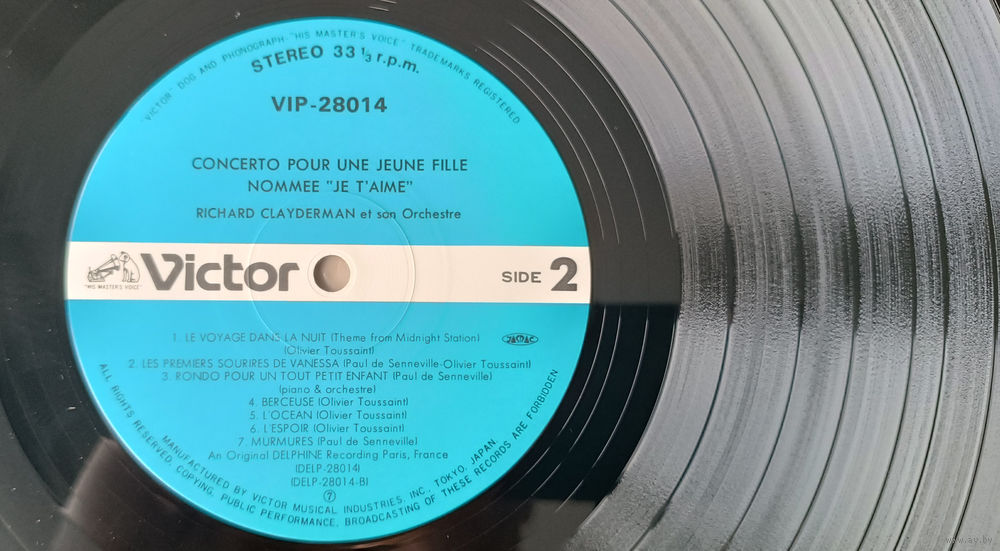 "VICTOR" DOG AND PHONOGRAPH-"HIS MASTER'S VOICE" TRADEMARKS REGISTERED
STEREO 33 1/3 r.p.m.
VIP-28014
CONCERTO POUR UNE JEUNE FILLE
NOMMEE "JE T'AIME"
RICHARD CLAYDERMAN et son Orchestre
"HIS MASTER'S VOICE"
Victor
SIDE 2
1. LE VOYAGE DANS LA NUIT (Theme from Midnight Station)
(Olivier Toussaint)
2. LES PREMIERS SOURIRES DE VANESSA (Paul de Senneville-Olivier Toussaint)
3. RONDO POUR UN TOUT PETIT ENFANT (Paul de Senneville)
(piano & orchestre)
4. BERCEUSE (Olivier Toussaint)
5. L'OCEAN (Olivier Toussaint)
6. L'ESPOIR (Olivier Toussaint)
7. MURMURES (Paul de Senneville)
An Original DELPHINE Recording Paris, France
(DELP-28014)
(DELP-28014-B)
⑦
MANUFACTURED BY VICTOR MUSICAL INDUSTRIES, INC., TOKYO, JAPAN
ALL RIGHTS RESERVED. COPYING, PUBLIC PERFORMANCE, BROADCASTING OF THESE RECORDS ARE FORBIDDEN
www.ay.by